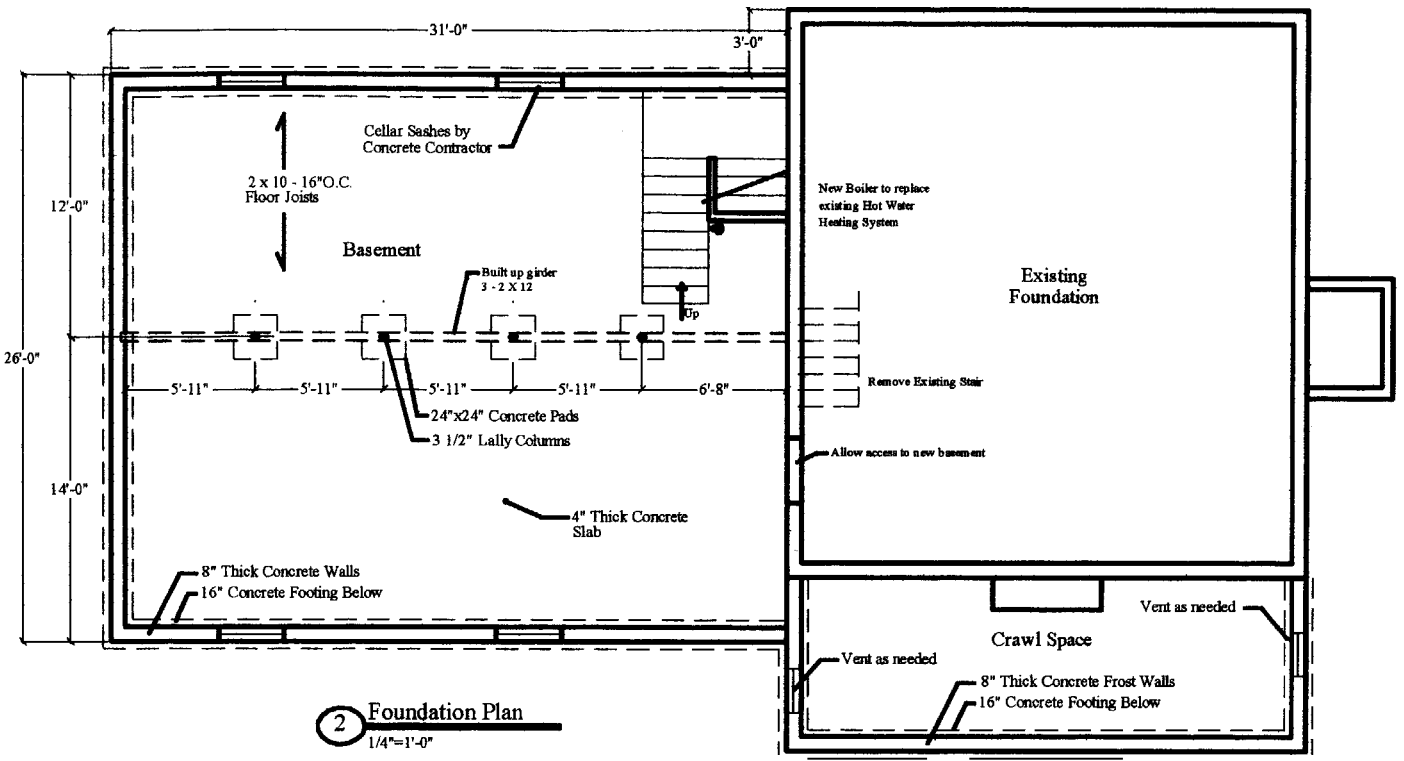 31'-0"
3'-0"
Cellar Sashes by
Concrete Contractor
2 x 10 - 16"O.C.
Floor Joists
12'-0"
New Boiler to replace
existing Hot Water
Heating System
Basement
Built up girder
3 - 2 X 12
Existing
Foundation
Up
26'-0"
5'-11"
5'-11"
5'-11"
5'-11"
6'-8"
Remove Existing Stair
24"x24" Concrete Pads
3 1/2" Lally Columns
Allow access to new basement
14'-0"
4" Thick Concrete
Slab
8" Thick Concrete Walls
16" Concrete Footing Below
Vent as needed
Crawl Space
Vent as needed
8" Thick Concrete Frost Walls
16" Concrete Footing Below
2 Foundation Plan
1/4"=1'-0"